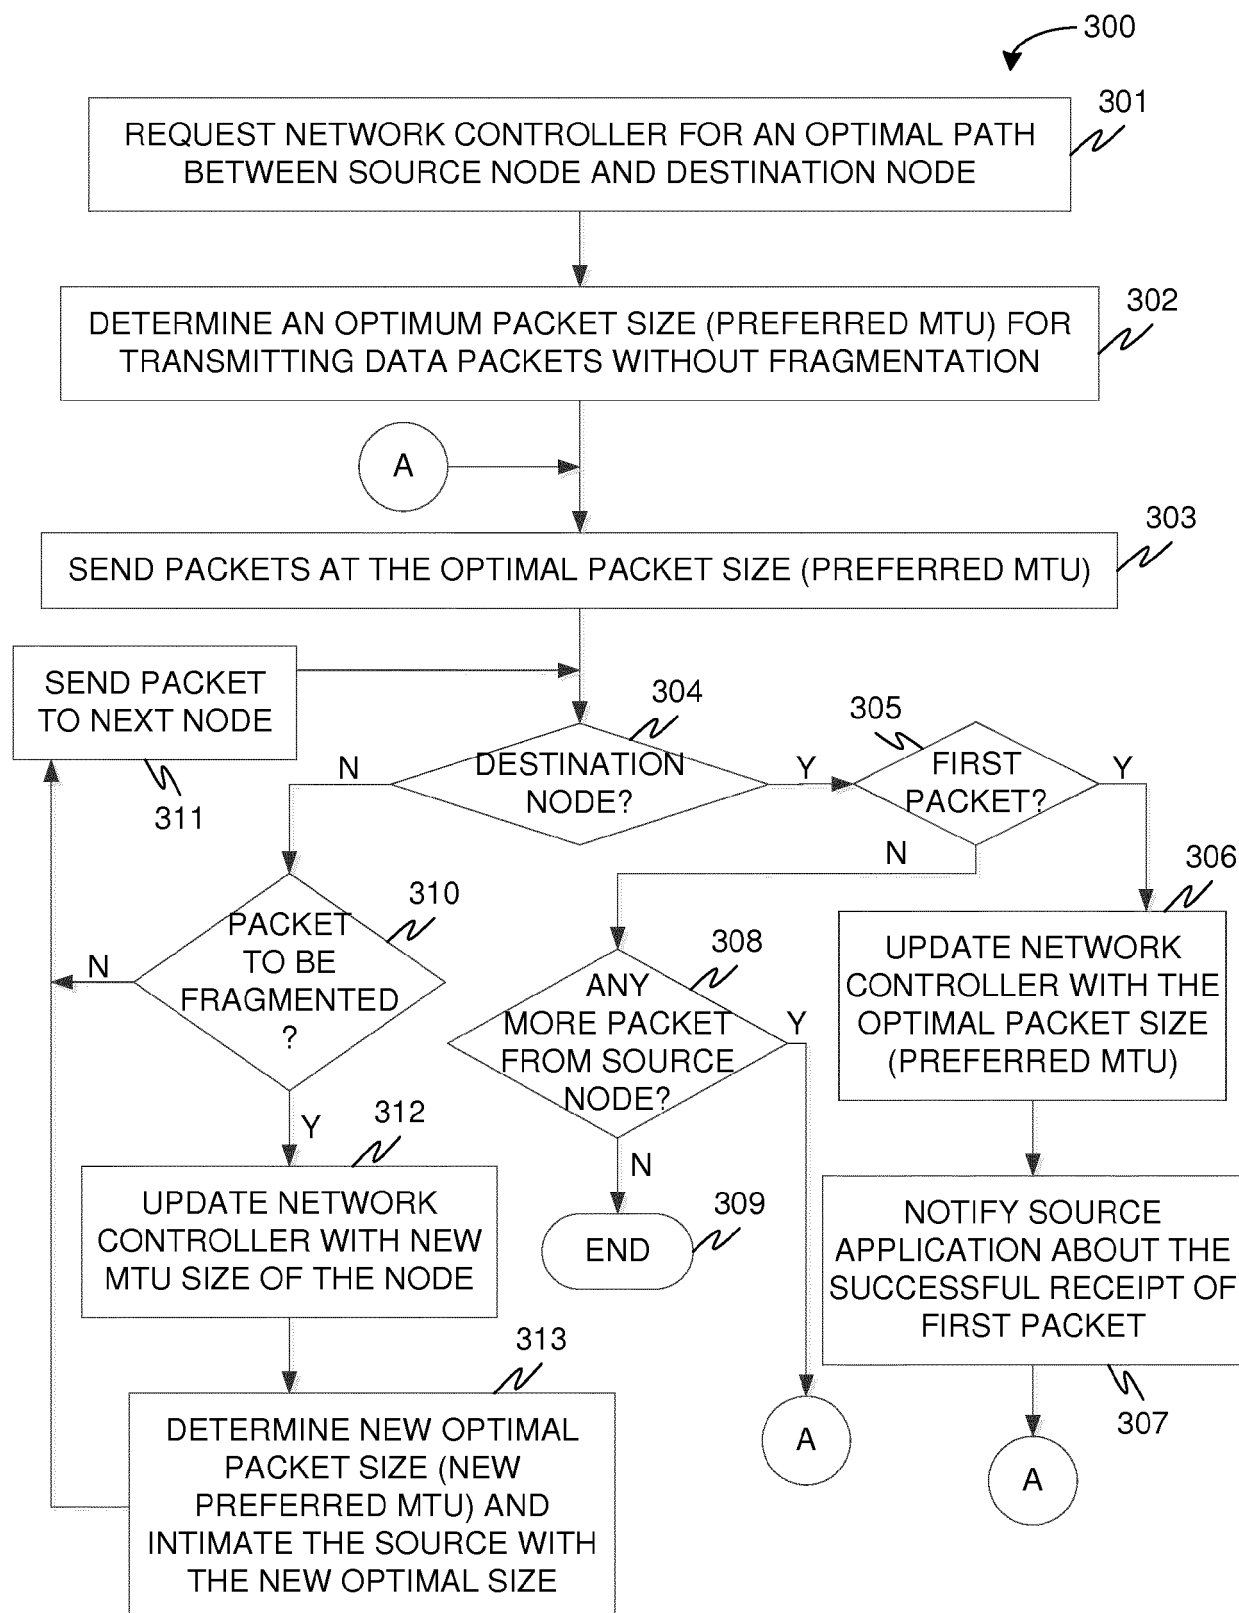 300
301
REQUEST NETWORK CONTROLLER FOR AN OPTIMAL PATH
BETWEEN SOURCE NODE AND DESTINATION NODE
302
DETERMINE AN OPTIMUM PACKET SIZE (PREFERRED MTU) FOR
TRANSMITTING DATA PACKETS WITHOUT FRAGMENTATION
A
303
SEND PACKETS AT THE OPTIMAL PACKET SIZE (PREFERRED MTU)
SEND PACKET
TO NEXT NODE
311
304
DESTINATION
NODE?
N
Y
305
FIRST
PACKET?
Y
N
306
UPDATE NETWORK
CONTROLLER WITH THE
OPTIMAL PACKET SIZE
(PREFERRED MTU)
310
PACKET
TO BE
FRAGMENTED
?
N
Y
308
ANY
MORE PACKET
FROM SOURCE
NODE?
Y
N
309
END
312
UPDATE NETWORK
CONTROLLER WITH NEW
MTU SIZE OF THE NODE
NOTIFY SOURCE
APPLICATION ABOUT THE
SUCCESSFUL RECEIPT OF
FIRST PACKET
307
313
DETERMINE NEW OPTIMAL
PACKET SIZE (NEW
PREFERRED MTU) AND
INTIMATE THE SOURCE WITH
THE NEW OPTIMAL SIZE
A
A